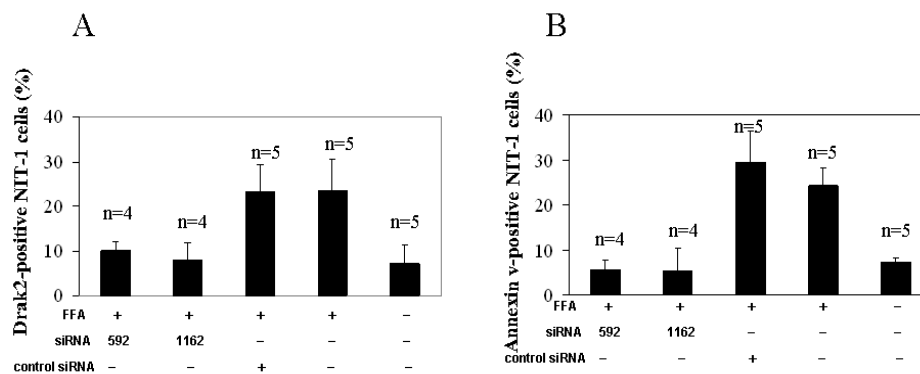 A
Drak2-positive NIT-1 cells (%)
40
30
20
10
0
n=4
n=4
n=5
n=5
n=5
FFA + + + + –
siRNA 592 1162 – – –
control siRNA – – + – –
B
Annexin v-positive NIT-1 cells (%)
40
30
20
10
0
n=4
n=4
n=5
n=5
n=5
FFA + + + + –
siRNA 592 1162 – – –
control siRNA – – + – –